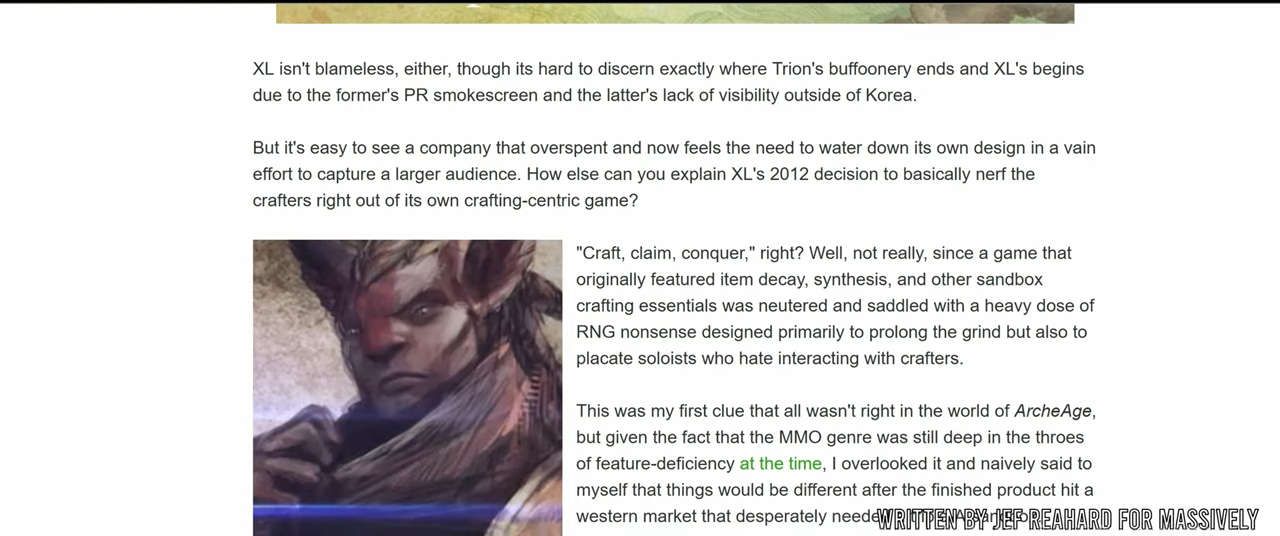 XL isn't blameless, either, though its hard to discern exactly where Trion's buffoonery ends and XL's begins
due to the former's PR smokescreen and the latter's lack of visibility outside of Korea.
But it's easy to see a company that overspent and now feels the need to water down its own design in a vain
effort to capture a larger audience. How else can you explain XL's 2012 decision to basically nerf the
crafters right out of its own crafting-centric game?
"Craft, claim, conquer," right? Well, not really, since a game that
originally featured item decay, synthesis, and other sandbox
crafting essentials was neutered and saddled with a heavy dose of
RNG nonsense designed primarily to prolong the grind but also to
placate soloists who hate interacting with crafters.
This was my first clue that all wasn't right in the world of ArcheAge,
but given the fact that the MMO genre was still deep in the throes
of feature-deficiency at the time, I overlooked it and naively said to
myself that things would be different after the finished product hit a
western market that desperately
WRITTEN BY JEF REAHARD FOR MASSIVELY